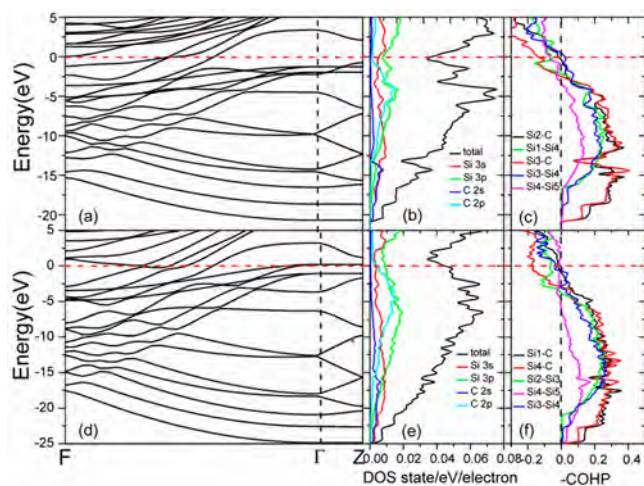 Energy(eV)
5
0
-5
-10
-15
-20
(a)
(b)
total
Si 3s
Si 3p
C 2s
C 2p
(c)
Si2-C
Si1-Si4
Si3-C
Si3-Si4
Si4-Si5
Energy(eV)
5
0
-5
-10
-15
-20
-25
(d)
F
Γ
Z
(e)
total
Si 3s
Si 3p
C 2s
C 2p
0.00 0.02 0.04 0.06 0.08
DOS state/eV/electron
(f)
Si1-C
Si4-C
Si2-Si3
Si4-Si5
Si3-Si4
-0.2 0.0 0.2 0.4
-COHP